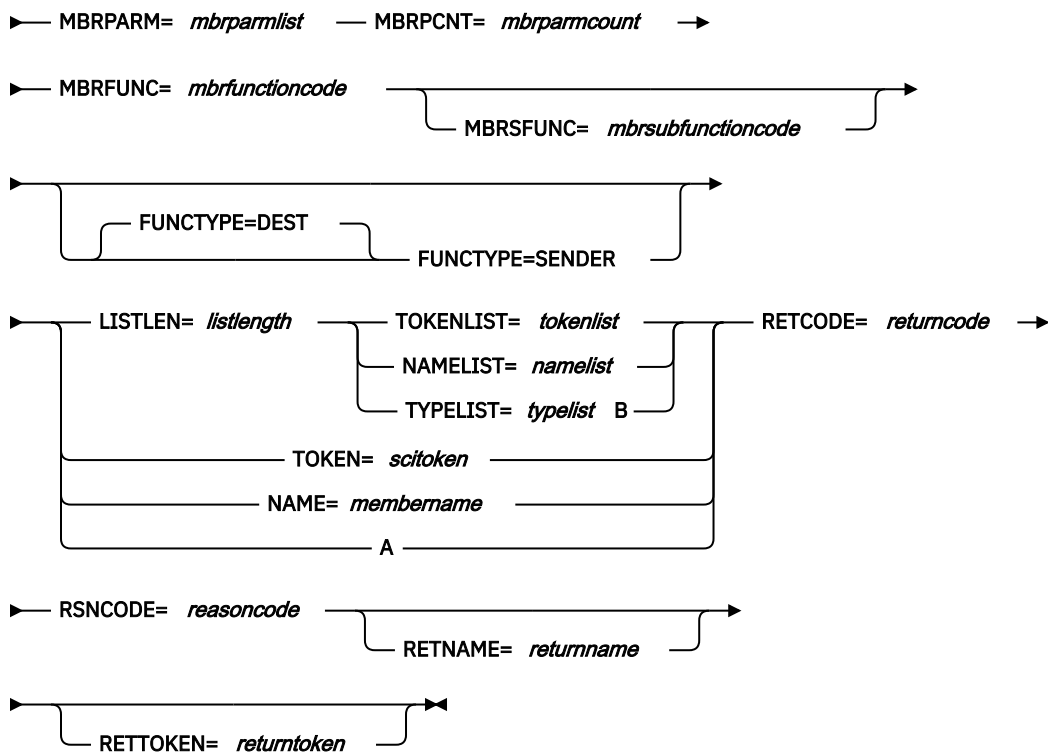 MBRPARM= mbrparmlist MBRPCNT= mbrparmcount
MBRFUNC= mbrfunctioncode
MBRSFUNC= mbrsubfunctioncode
FUNCTYPE=DEST
FUNCTYPE=SENDER
LISTLEN= listlength TOKENLIST= tokenlist RETCODE= returncode
NAMELIST= namelist
TYPELIST= typelist B
TOKEN= scitoken
NAME= membername
A
RSNCODE= reasoncode
RETNAME= returnname
RETTOKEN= returntoken